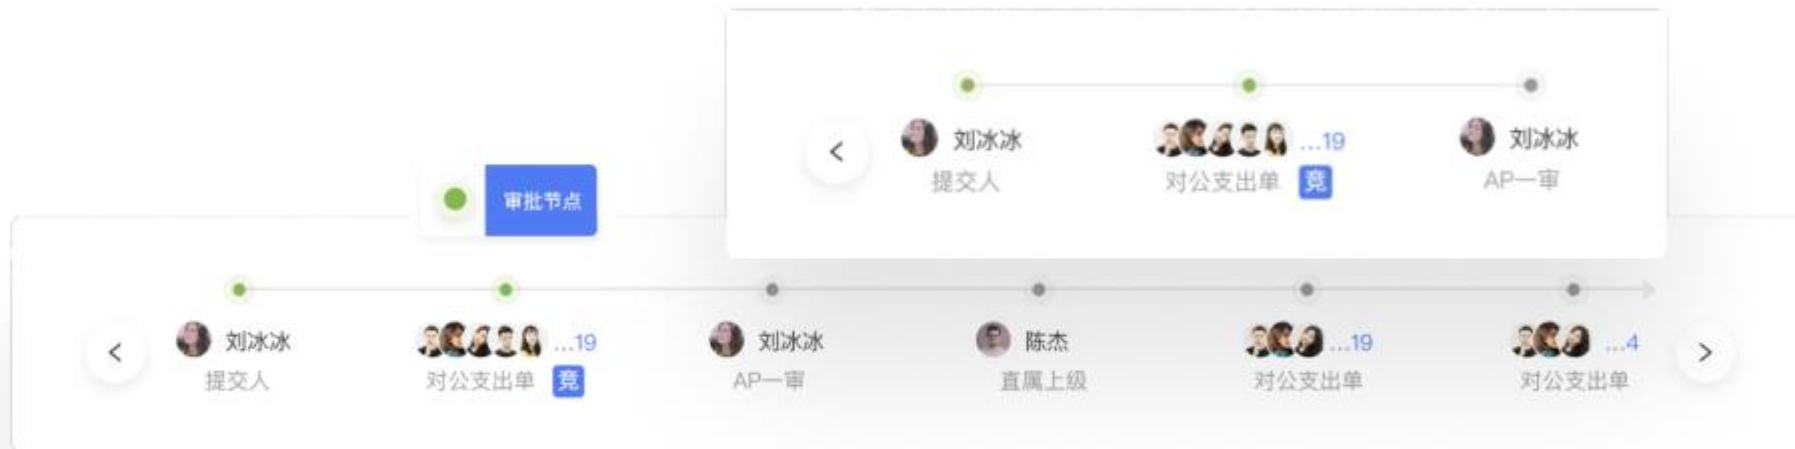 刘冰冰 ...19 刘冰冰
提交人 对公支出单 竞 AP一审
审批节点
刘冰冰 ...19 刘冰冰 陈杰 ...19 ...4
提交人 对公支出单 竞 AP一审 直属上级 对公支出单 对公支出单